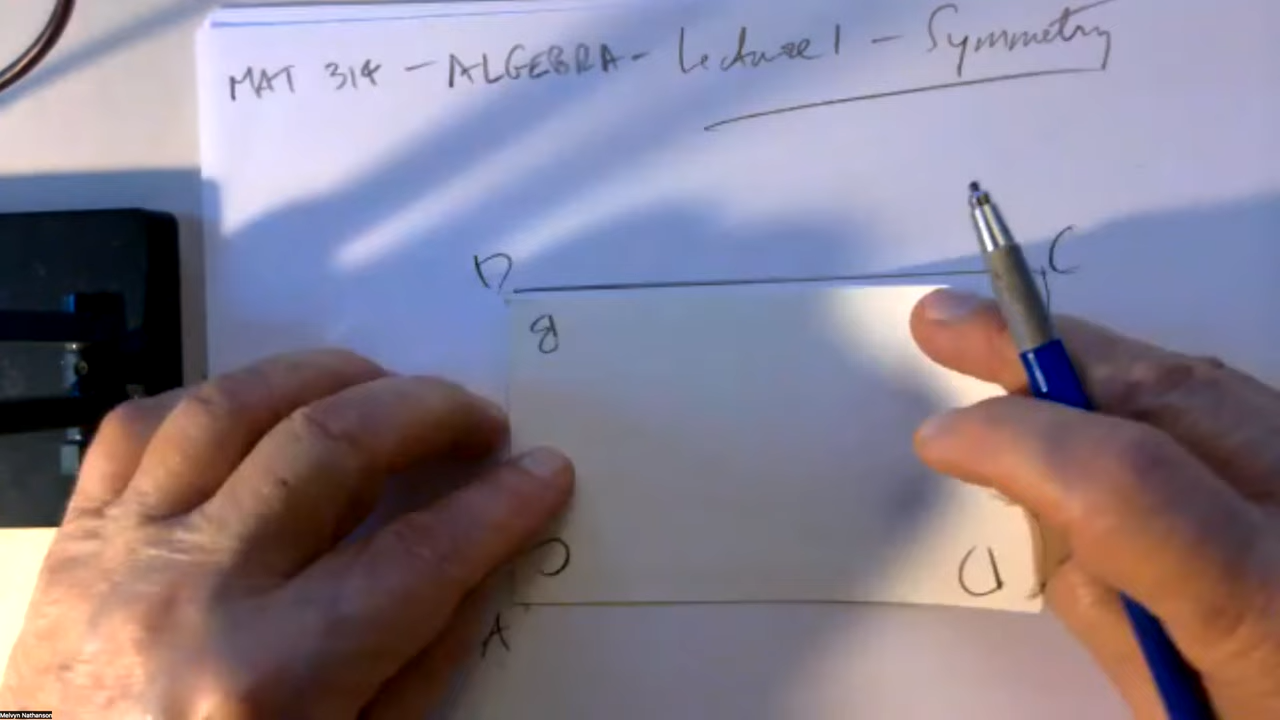 MAT 314 - ALGEBRA - Lecture 1 - Symmetry
D C
B
C D
A
Melvyn Nathanson